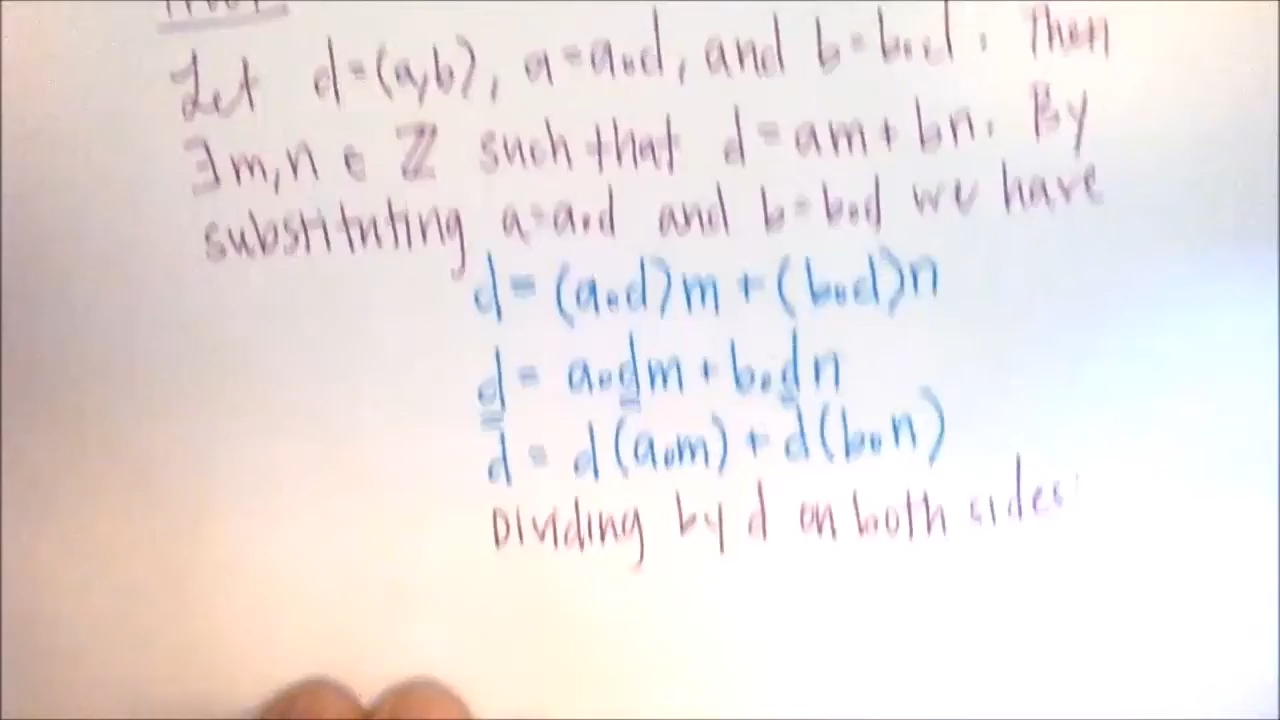 Let d=(a,b), a=a₀d, and b=b₀d. Then
∃m,n ∈ ℤ such that d=am+bn. By
substituting a=a₀d and b=b₀d we have
d=(a₀d)m+(b₀d)n
d= a₀dm+b₀dn
d= d(a₀m)+d(b₀n)
Dividing by d on both sides: